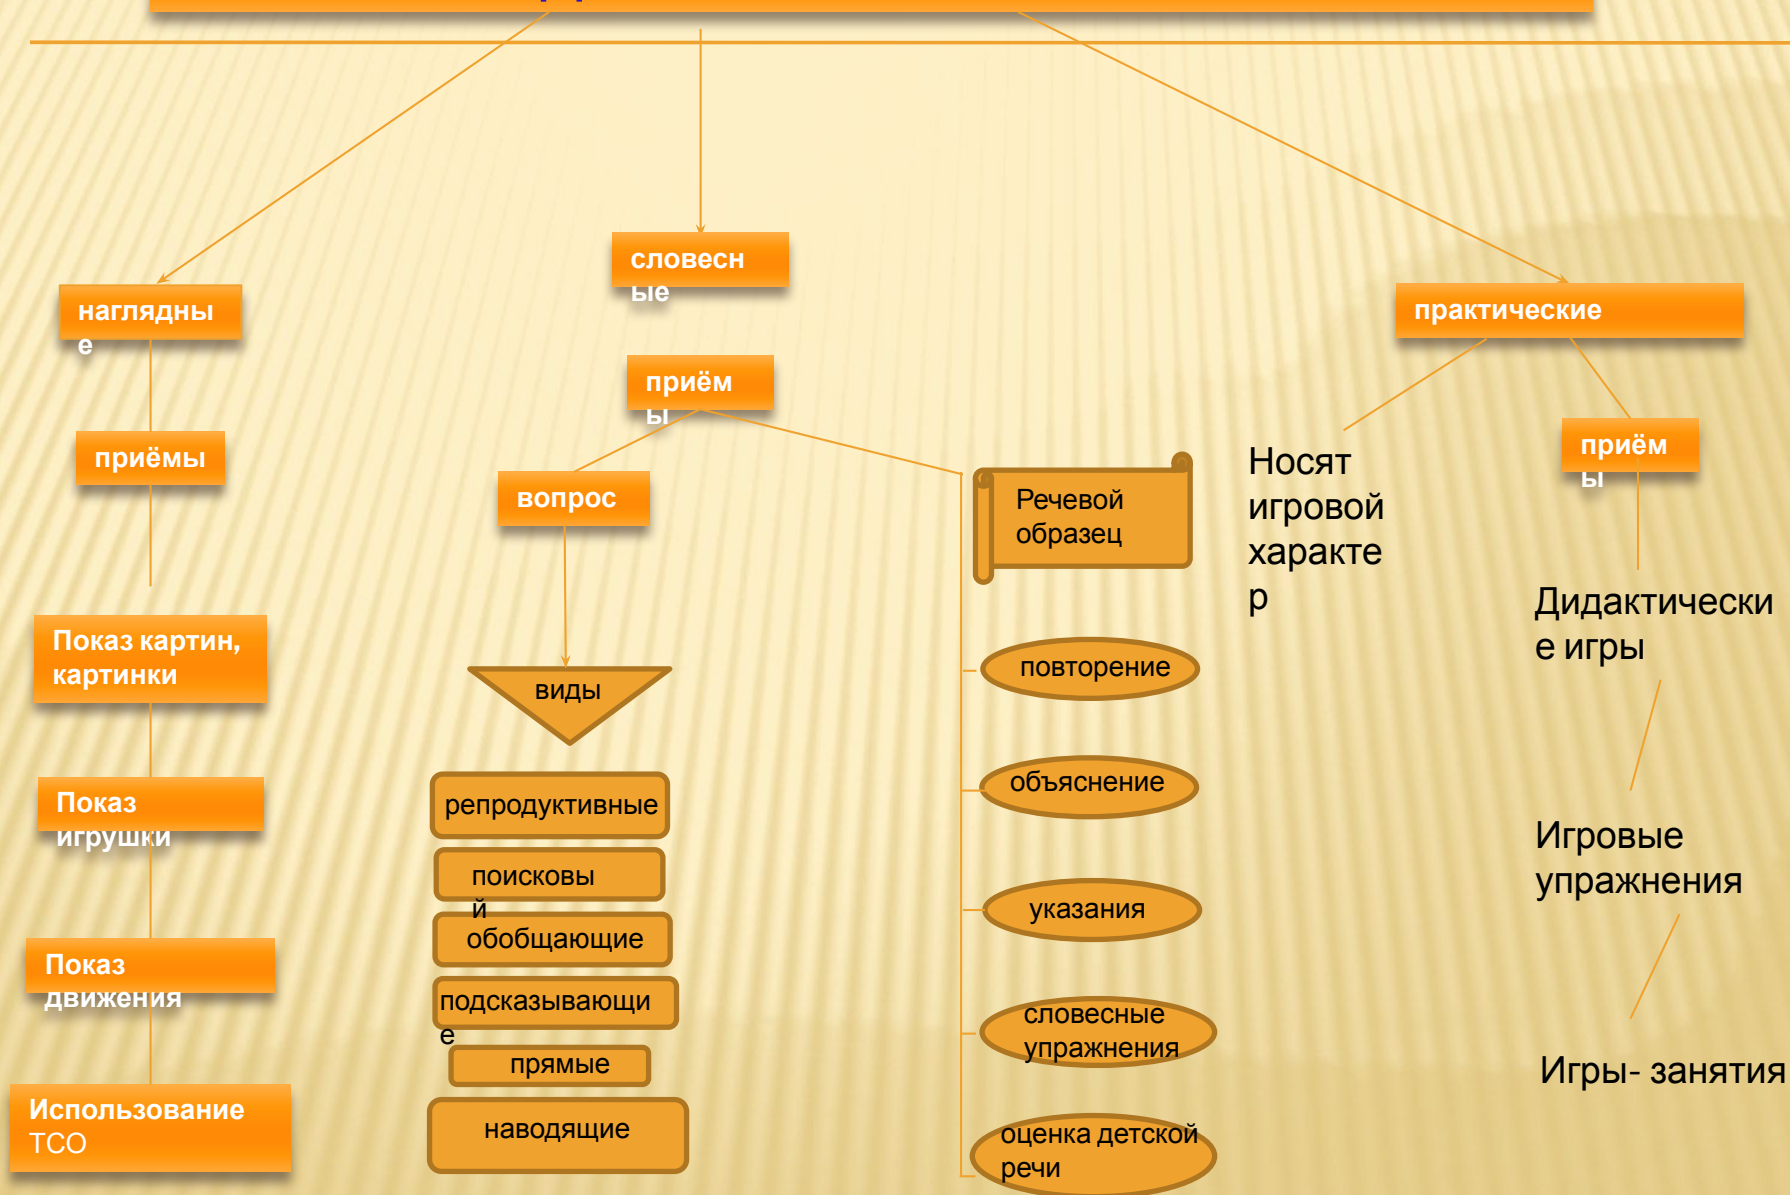 словесн
ые
наглядны
е
практические
приём
ы
приёмы
приём
ы
вопрос
Речевой
образец
Носят
игровой
характе
р
Дидактически
е игры
Показ картин,
картинки
виды
повторение
Показ
игрушки
репродуктивные
объяснение
Игровые
упражнения
поисковы
й
обобщающие
указания
Показ
движения
подсказывающи
е
словесные
упражнения
прямые
Игры- занятия
Использование
ТСО
наводящие
оценка детской
речи